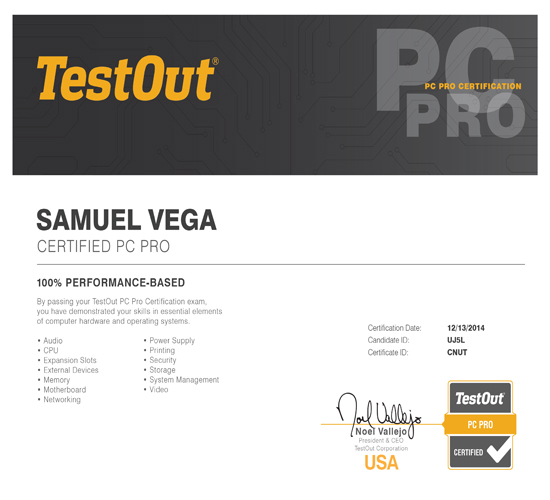 TestOut®
PC
PC PRO CERTIFICATION
PRO
SAMUEL VEGA
CERTIFIED PC PRO
100% PERFORMANCE-BASED
By passing your TestOut PC Pro Certification exam,
you have demonstrated your skills in essential elements
of computer hardware and operating systems.
• Audio
• CPU
• Expansion Slots
• External Devices
• Memory
• Motherboard
• Networking
• Power Supply
• Printing
• Security
• Storage
• System Management
• Video
Certification Date: 12/13/2014
Candidate ID: UJ5L
Certificate ID: CNUT
Noel Vallejo
Noel Vallejo
President & CEO
TestOut Corporation
USA
TestOut
PC PRO
CERTIFIED